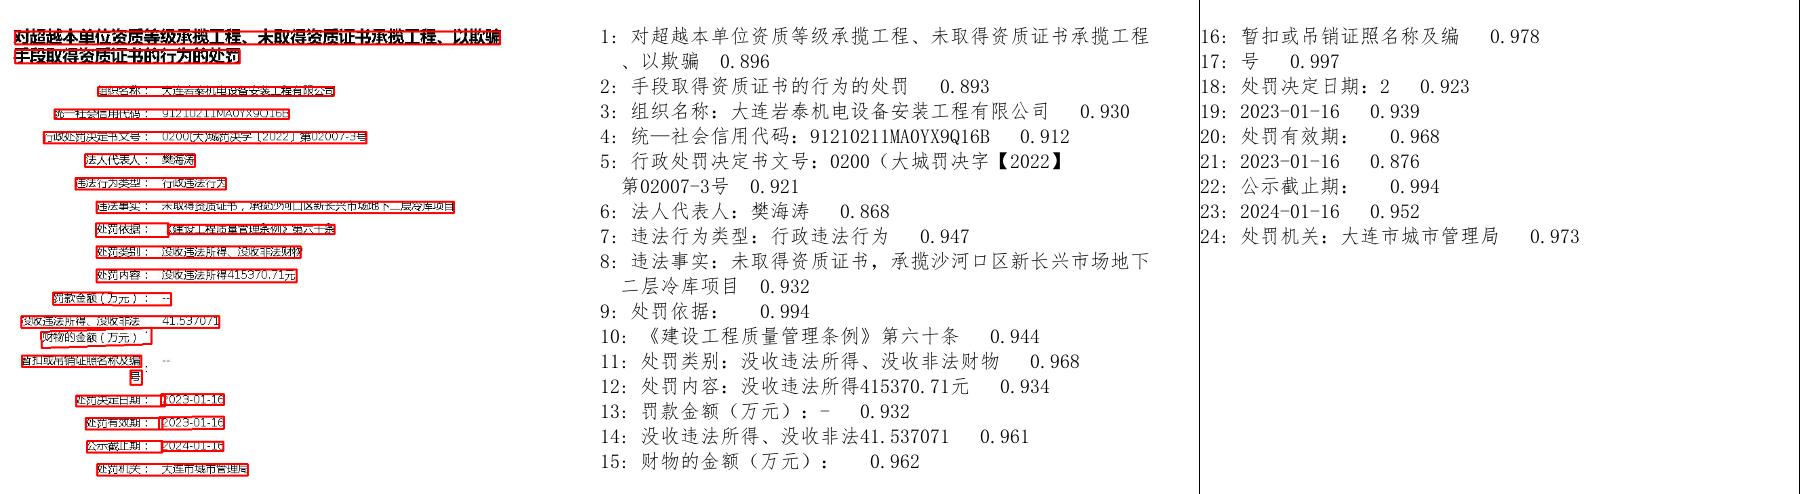 对超越本单位资质等级承揽工程、未取得资质证书承揽工程、以欺骗
手段取得资质证书的行为的处罚
组织名称： 大连岩泰机电设备安装工程有限公司
统一社会信用代码： 91210211MA0YX9Q16B
行政处罚决定书文号： 0200(大)城罚决字〔2022〕第02007-3号
法人代表人： 樊海涛
违法行为类型： 行政违法行为
违法事实： 未取得资质证书，承揽沙河口区新长兴市场地下二层冷库项目
处罚依据： 《建设工程质量管理条例》第六十条
处罚类别： 没收违法所得、没收非法财物
处罚内容： 没收违法所得415370.71元
罚款金额（万元）： --
没收违法所得、没收非法 41.537071
财物的金额（万元）：
暂扣或吊销证照名称及编 --
号：
处罚决定日期： 2023-01-16
处罚有效期： 2023-01-16
公示截止期： 2024-01-16
处罚机关： 大连市城市管理局
1: 对超越本单位资质等级承揽工程、未取得资质证书承揽工程
、以欺骗 0.896
2: 手段取得资质证书的行为的处罚 0.893
3: 组织名称：大连岩泰机电设备安装工程有限公司 0.930
4: 统一社会信用代码：91210211MA0YX9Q16B 0.912
5: 行政处罚决定书文号：0200（大城罚决字【2022】
第02007-3号 0.921
6: 法人代表人：樊海涛 0.868
7: 违法行为类型：行政违法行为 0.947
8: 违法事实：未取得资质证书，承揽沙河口区新长兴市场地下
二层冷库项目 0.932
9: 处罚依据： 0.994
10: 《建设工程质量管理条例》第六十条 0.944
11: 处罚类别：没收违法所得、没收非法财物 0.968
12: 处罚内容：没收违法所得415370.71元 0.934
13: 罚款金额（万元）：- 0.932
14: 没收违法所得、没收非法41.537071 0.961
15: 财物的金额（万元）： 0.962
16: 暂扣或吊销证照名称及编 0.978
17: 号 0.997
18: 处罚决定日期：2 0.923
19: 2023-01-16 0.939
20: 处罚有效期： 0.968
21: 2023-01-16 0.876
22: 公示截止期： 0.994
23: 2024-01-16 0.952
24: 处罚机关：大连市城市管理局 0.973